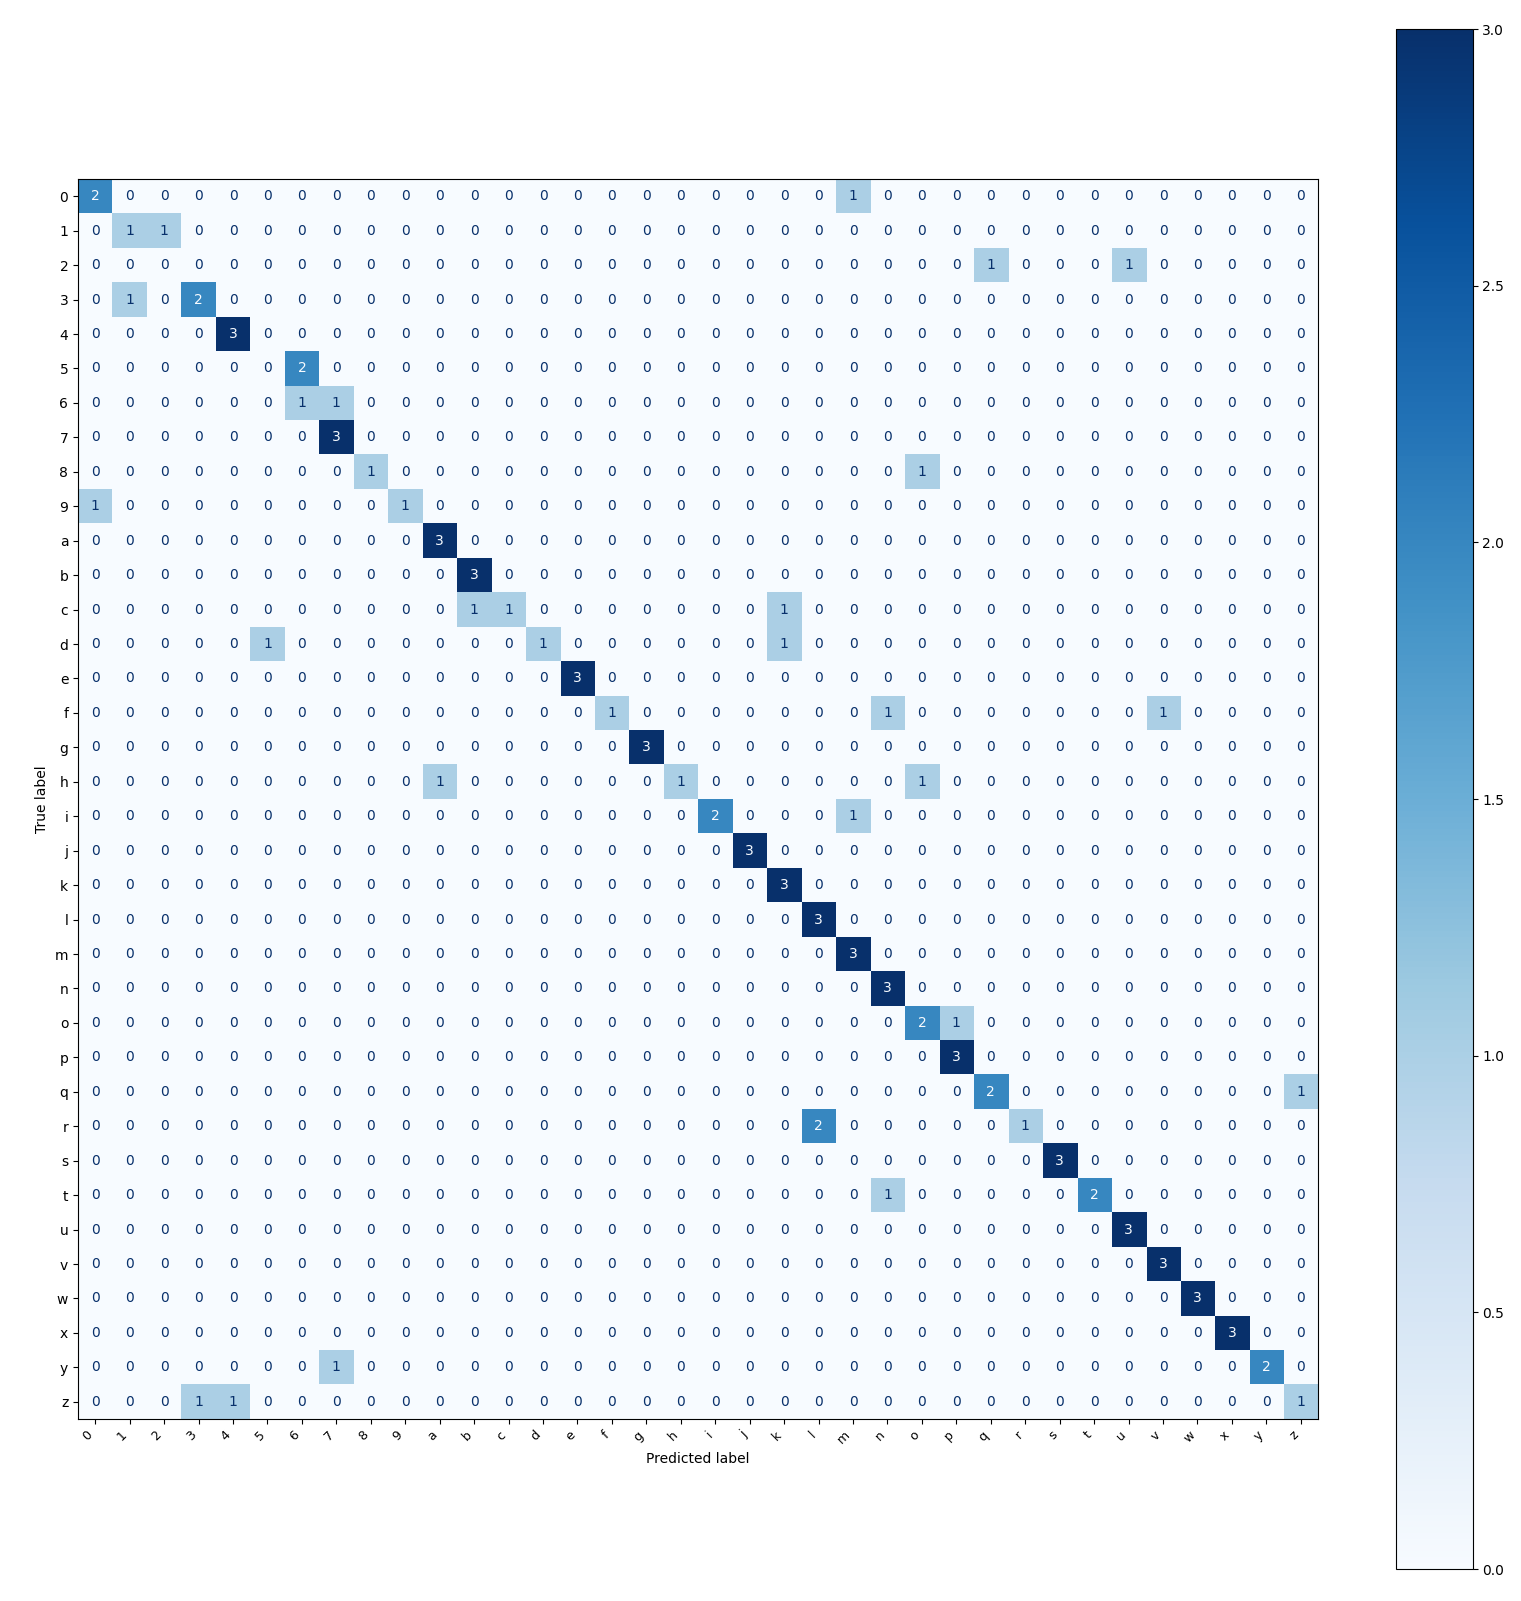 0 2 0 0 0 0 0 0 0 0 0 0 0 0 0 0 0 0 0 0 0 0 0 1 0 0 0 0 0 0 0 0 0 0 0 0 0
1 0 1 1 0 0 0 0 0 0 0 0 0 0 0 0 0 0 0 0 0 0 0 0 0 0 0 0 0 0 0 0 0 0 0 0 0
2 0 0 0 0 0 0 0 0 0 0 0 0 0 0 0 0 0 0 0 0 0 0 0 0 0 0 1 0 0 0 1 0 0 0 0 0
3 0 1 0 2 0 0 0 0 0 0 0 0 0 0 0 0 0 0 0 0 0 0 0 0 0 0 0 0 0 0 0 0 0 0 0 0
4 0 0 0 0 3 0 0 0 0 0 0 0 0 0 0 0 0 0 0 0 0 0 0 0 0 0 0 0 0 0 0 0 0 0 0 0
5 0 0 0 0 0 0 2 0 0 0 0 0 0 0 0 0 0 0 0 0 0 0 0 0 0 0 0 0 0 0 0 0 0 0 0 0
6 0 0 0 0 0 0 1 1 0 0 0 0 0 0 0 0 0 0 0 0 0 0 0 0 0 0 0 0 0 0 0 0 0 0 0 0
7 0 0 0 0 0 0 0 3 0 0 0 0 0 0 0 0 0 0 0 0 0 0 0 0 0 0 0 0 0 0 0 0 0 0 0 0
8 0 0 0 0 0 0 0 0 1 0 0 0 0 0 0 0 0 0 0 0 0 0 0 0 1 0 0 0 0 0 0 0 0 0 0 0
9 1 0 0 0 0 0 0 0 0 1 0 0 0 0 0 0 0 0 0 0 0 0 0 0 0 0 0 0 0 0 0 0 0 0 0 0
a 0 0 0 0 0 0 0 0 0 0 3 0 0 0 0 0 0 0 0 0 0 0 0 0 0 0 0 0 0 0 0 0 0 0 0 0
b 0 0 0 0 0 0 0 0 0 0 0 3 0 0 0 0 0 0 0 0 0 0 0 0 0 0 0 0 0 0 0 0 0 0 0 0
c 0 0 0 0 0 0 0 0 0 0 0 1 1 0 0 0 0 0 0 0 1 0 0 0 0 0 0 0 0 0 0 0 0 0 0 0
d 0 0 0 0 0 1 0 0 0 0 0 0 0 1 0 0 0 0 0 0 1 0 0 0 0 0 0 0 0 0 0 0 0 0 0 0
e 0 0 0 0 0 0 0 0 0 0 0 0 0 0 3 0 0 0 0 0 0 0 0 0 0 0 0 0 0 0 0 0 0 0 0 0
f 0 0 0 0 0 0 0 0 0 0 0 0 0 0 0 1 0 0 0 0 0 0 0 1 0 0 0 0 0 0 0 1 0 0 0 0
g 0 0 0 0 0 0 0 0 0 0 0 0 0 0 0 0 3 0 0 0 0 0 0 0 0 0 0 0 0 0 0 0 0 0 0 0
h 0 0 0 0 0 0 0 0 0 0 1 0 0 0 0 0 0 1 0 0 0 0 0 0 1 0 0 0 0 0 0 0 0 0 0 0
i 0 0 0 0 0 0 0 0 0 0 0 0 0 0 0 0 0 0 2 0 0 0 1 0 0 0 0 0 0 0 0 0 0 0 0 0
j 0 0 0 0 0 0 0 0 0 0 0 0 0 0 0 0 0 0 0 3 0 0 0 0 0 0 0 0 0 0 0 0 0 0 0 0
k 0 0 0 0 0 0 0 0 0 0 0 0 0 0 0 0 0 0 0 0 3 0 0 0 0 0 0 0 0 0 0 0 0 0 0 0
l 0 0 0 0 0 0 0 0 0 0 0 0 0 0 0 0 0 0 0 0 0 3 0 0 0 0 0 0 0 0 0 0 0 0 0 0
m 0 0 0 0 0 0 0 0 0 0 0 0 0 0 0 0 0 0 0 0 0 0 3 0 0 0 0 0 0 0 0 0 0 0 0 0
n 0 0 0 0 0 0 0 0 0 0 0 0 0 0 0 0 0 0 0 0 0 0 0 3 0 0 0 0 0 0 0 0 0 0 0 0
o 0 0 0 0 0 0 0 0 0 0 0 0 0 0 0 0 0 0 0 0 0 0 0 0 2 1 0 0 0 0 0 0 0 0 0 0
p 0 0 0 0 0 0 0 0 0 0 0 0 0 0 0 0 0 0 0 0 0 0 0 0 0 3 0 0 0 0 0 0 0 0 0 0
q 0 0 0 0 0 0 0 0 0 0 0 0 0 0 0 0 0 0 0 0 0 0 0 0 0 0 2 0 0 0 0 0 0 0 0 1
r 0 0 0 0 0 0 0 0 0 0 0 0 0 0 0 0 0 0 0 0 0 2 0 0 0 0 0 1 0 0 0 0 0 0 0 0
s 0 0 0 0 0 0 0 0 0 0 0 0 0 0 0 0 0 0 0 0 0 0 0 0 0 0 0 0 3 0 0 0 0 0 0 0
t 0 0 0 0 0 0 0 0 0 0 0 0 0 0 0 0 0 0 0 0 0 0 0 1 0 0 0 0 0 2 0 0 0 0 0 0
u 0 0 0 0 0 0 0 0 0 0 0 0 0 0 0 0 0 0 0 0 0 0 0 0 0 0 0 0 0 0 3 0 0 0 0 0
v 0 0 0 0 0 0 0 0 0 0 0 0 0 0 0 0 0 0 0 0 0 0 0 0 0 0 0 0 0 0 0 3 0 0 0 0
w 0 0 0 0 0 0 0 0 0 0 0 0 0 0 0 0 0 0 0 0 0 0 0 0 0 0 0 0 0 0 0 0 3 0 0 0
x 0 0 0 0 0 0 0 0 0 0 0 0 0 0 0 0 0 0 0 0 0 0 0 0 0 0 0 0 0 0 0 0 0 3 0 0
y 0 0 0 0 0 0 0 1 0 0 0 0 0 0 0 0 0 0 0 0 0 0 0 0 0 0 0 0 0 0 0 0 0 0 2 0
z 0 0 0 1 1 0 0 0 0 0 0 0 0 0 0 0 0 0 0 0 0 0 0 0 0 0 0 0 0 0 0 0 0 0 0 1
0 1 2 3 4 5 6 7 8 9 a b c d e f g h i j k l m n o p q r s t u v w x y z
Predicted label
True label
3.0
2.5
2.0
1.5
1.0
0.5
0.0